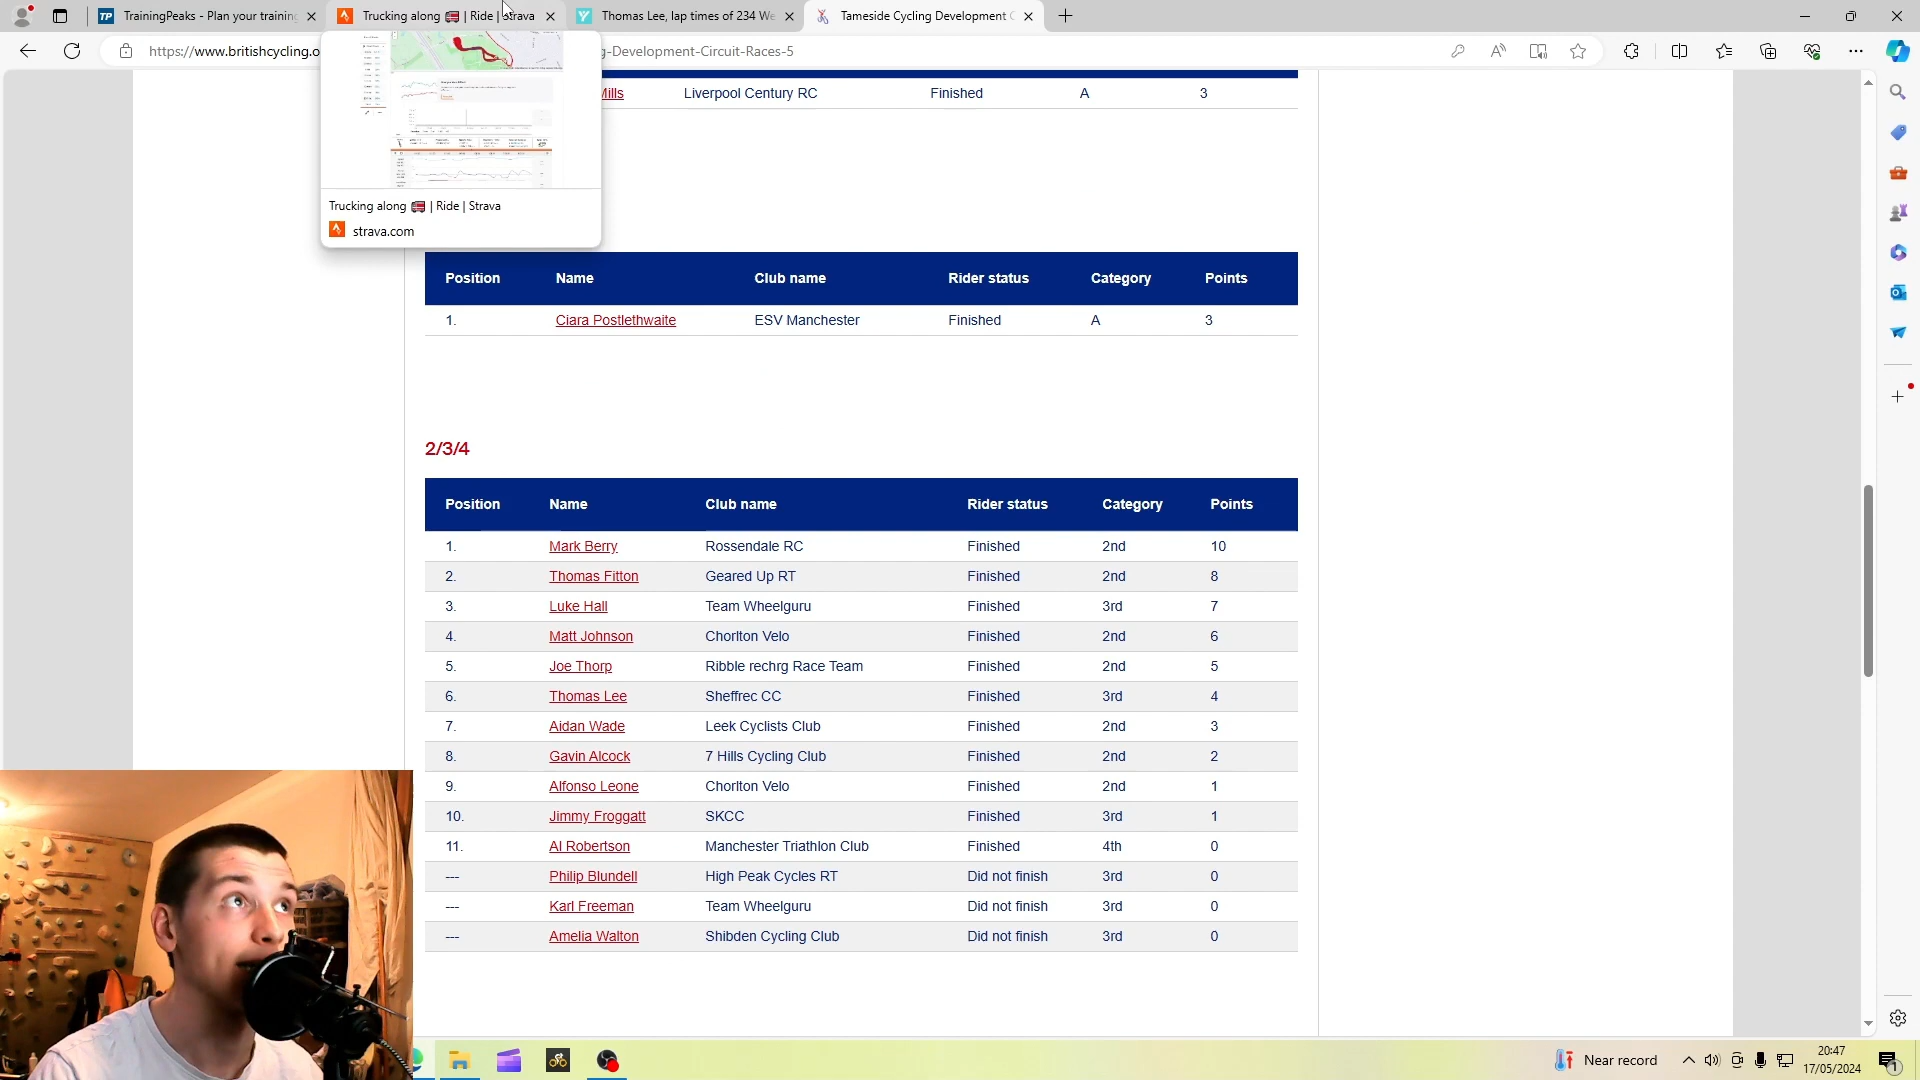 TrainingPeaks - Plan your training
Trucking along 🚒 | Ride | Strava
Thomas Lee, lap times of 234 We
Tameside Cycling Development C
https://www.britishcycling.o
g-Development-Circuit-Races-5
Mills Liverpool Century RC Finished A 3
Trucking along 🚒 | Ride | Strava
strava.com
Position Name Club name Rider status Category Points
1. Ciara Postlethwaite ESV Manchester Finished A 3
2/3/4
Position Name Club name Rider status Category Points
1. Mark Berry Rossendale RC Finished 2nd 10
2. Thomas Fitton Geared Up RT Finished 2nd 8
3. Luke Hall Team Wheelguru Finished 3rd 7
4. Matt Johnson Chorlton Velo Finished 2nd 6
5. Joe Thorp Ribble rechrg Race Team Finished 2nd 5
6. Thomas Lee Sheffrec CC Finished 3rd 4
7. Aidan Wade Leek Cyclists Club Finished 2nd 3
8. Gavin Alcock 7 Hills Cycling Club Finished 2nd 2
9. Alfonso Leone Chorlton Velo Finished 2nd 1
10. Jimmy Froggatt SKCC Finished 3rd 1
11. Al Robertson Manchester Triathlon Club Finished 4th 0
--- Philip Blundell High Peak Cycles RT Did not finish 3rd 0
--- Karl Freeman Team Wheelguru Did not finish 3rd 0
--- Amelia Walton Shibden Cycling Club Did not finish 3rd 0
Near record
20:47
17/05/2024
1